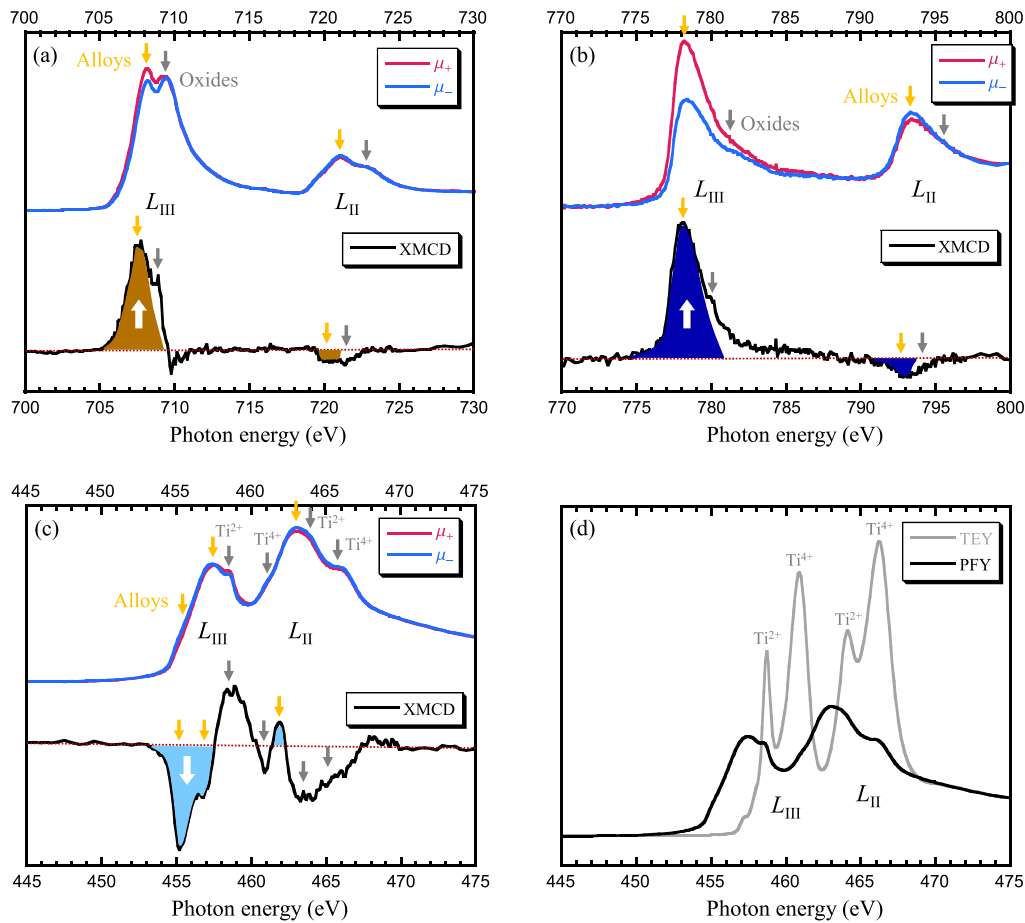 700 705 710 715 720 725 730
(a)
Alloys
Oxides
μ+
μ−
LIII
LII
XMCD
700 705 710 715 720 725 730
Photon energy (eV)
770 775 780 785 790 795 800
(b)
μ+
μ−
Alloys
Oxides
LIII
LII
XMCD
770 775 780 785 790 795 800
Photon energy (eV)
445 450 455 460 465 470 475
(c)
Ti2+
Ti4+
Ti2+
Ti4+
μ+
μ−
Alloys
LIII
LII
XMCD
445 450 455 460 465 470 475
Photon energy (eV)
(d)
Ti4+
TEY
PFY
Ti4+
Ti2+
Ti2+
LIII
LII
445 450 455 460 465 470 475
Photon energy (eV)